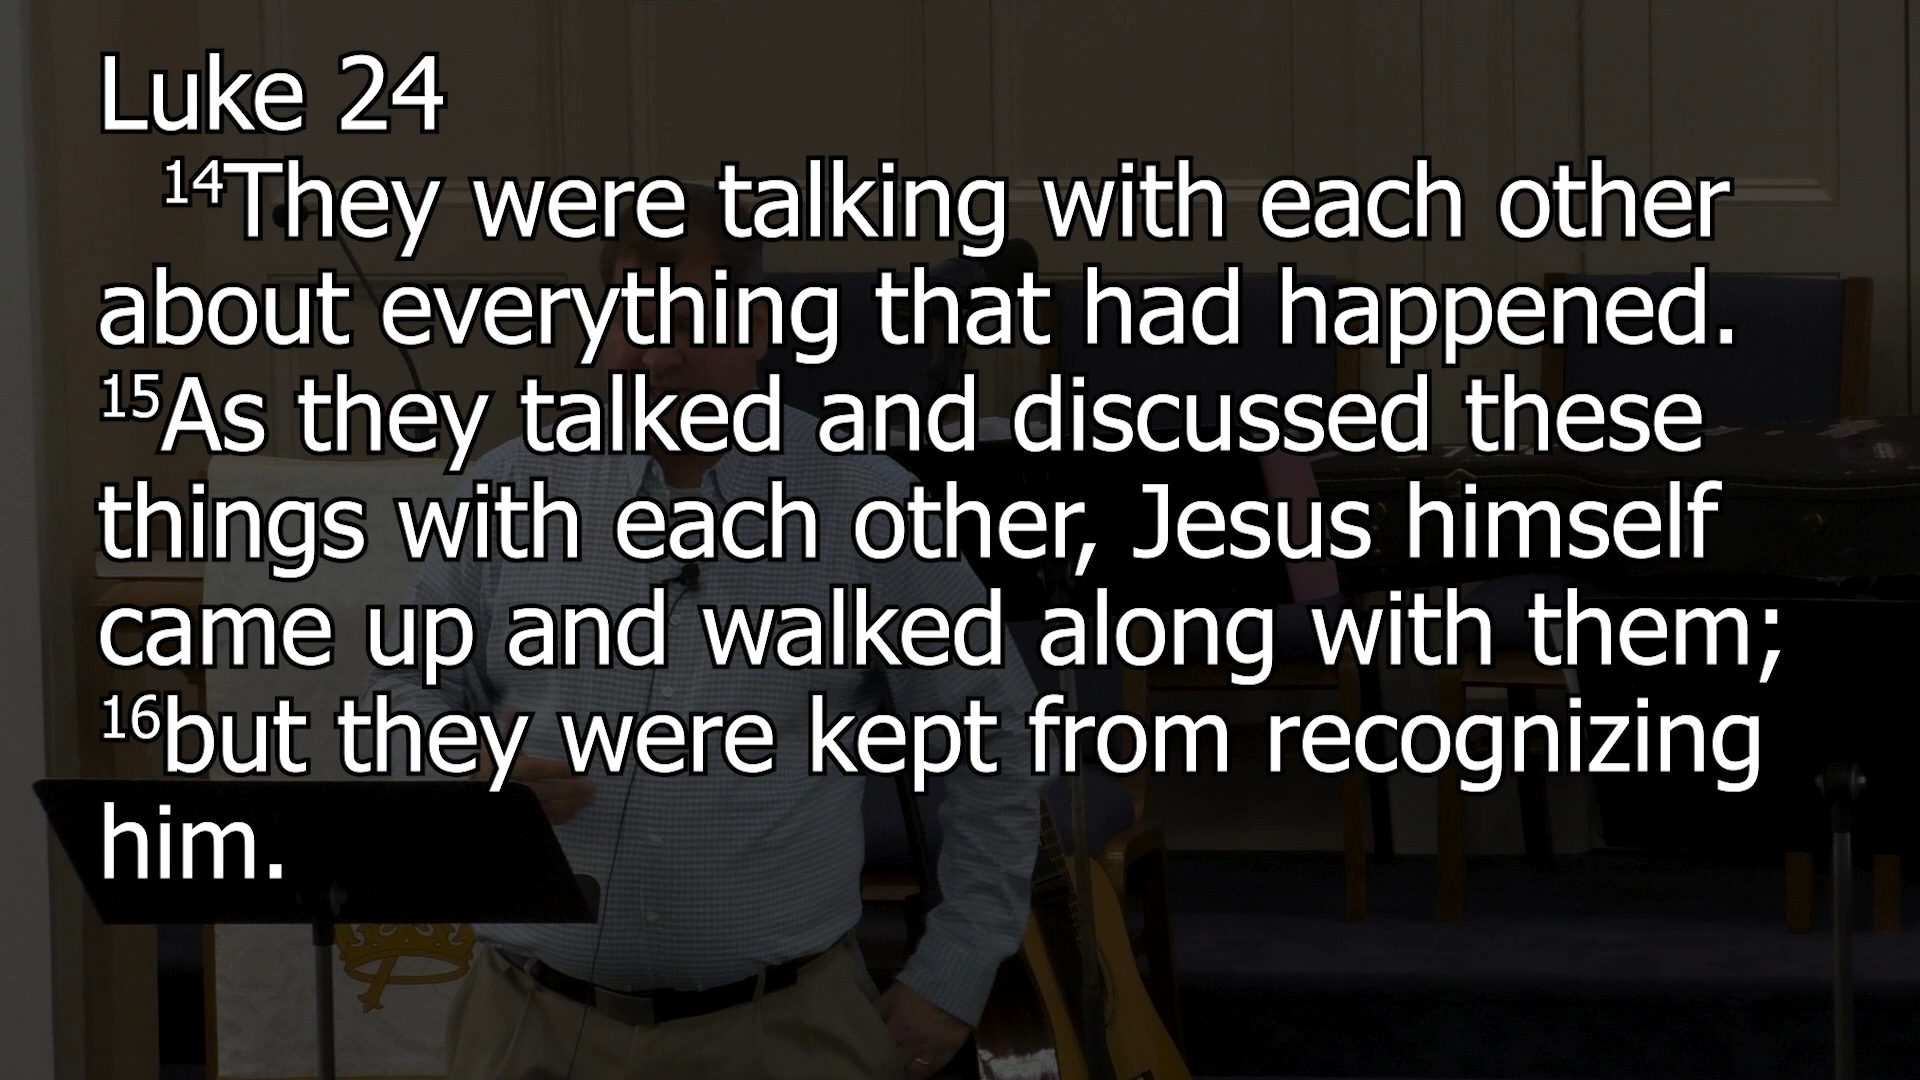 Luke 24
¹⁴They were talking with each other
about everything that had happened.
¹⁵As they talked and discussed these
things with each other, Jesus himself
came up and walked along with them;
¹⁶but they were kept from recognizing
him.